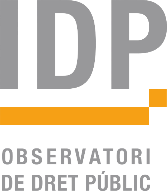 IDP
OBSERVATORI
DE DRET PÚBLIC